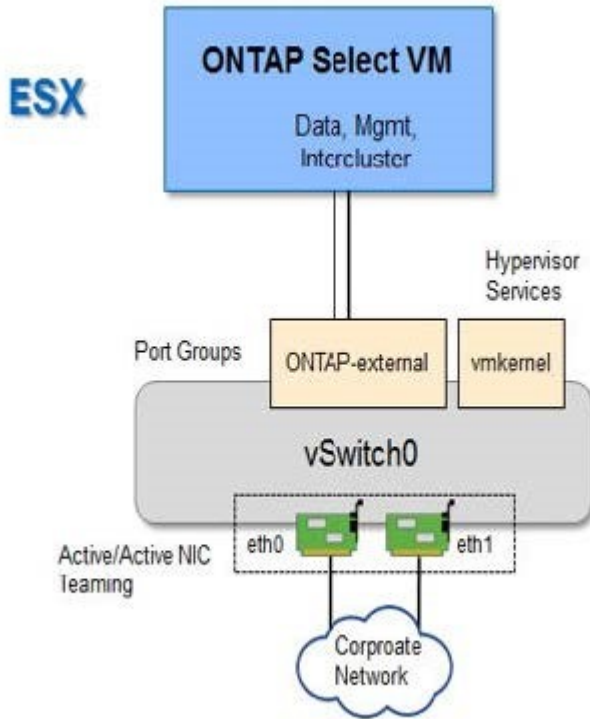 ONTAP Select VM
ESX
Data, Mgmt,
Intercluster
Hypervisor
Services
Port Groups
ONTAP-external
vmkernel
vSwitch0
eth0
eth1
Active/Active NIC
Teaming
Corproate
Network